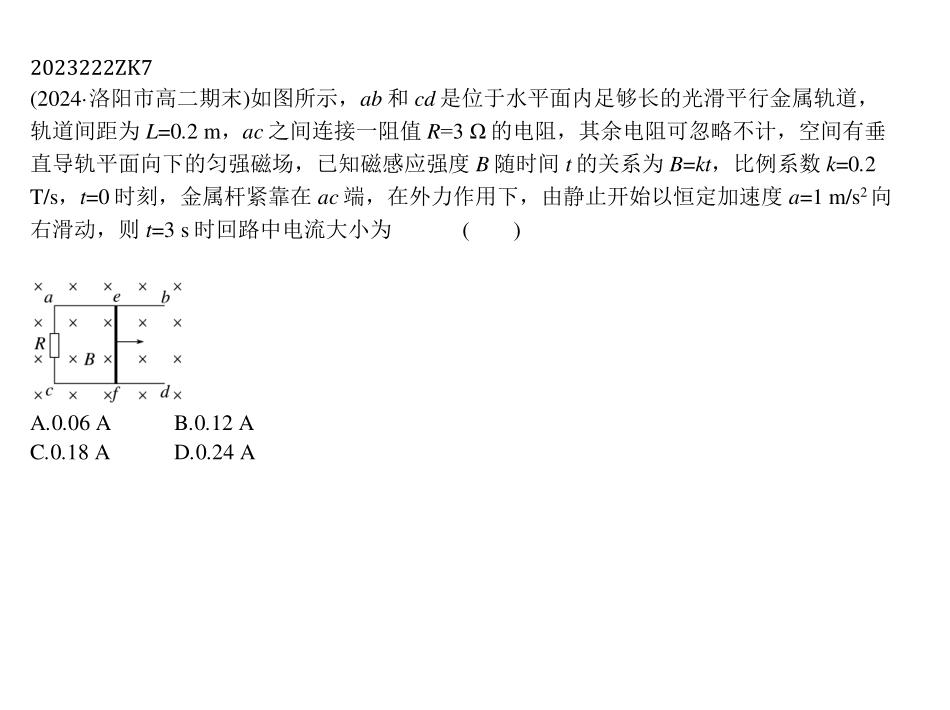 2023222ZK7
(2024·洛阳市高二期末)如图所示，ab 和 cd 是位于水平面内足够长的光滑平行金属轨道，
轨道间距为 L=0.2 m，ac 之间连接一阻值 R=3 Ω 的电阻，其余电阻可忽略不计，空间有垂
直导轨平面向下的匀强磁场，已知磁感应强度 B 随时间 t 的关系为 B=kt，比例系数 k=0.2
T/s，t=0 时刻，金属杆紧靠在 ac 端，在外力作用下，由静止开始以恒定加速度 a=1 m/s² 向
右滑动，则 t=3 s 时回路中电流大小为 ( )
a e b
R
B
c f d
A.0.06 A B.0.12 A
C.0.18 A D.0.24 A